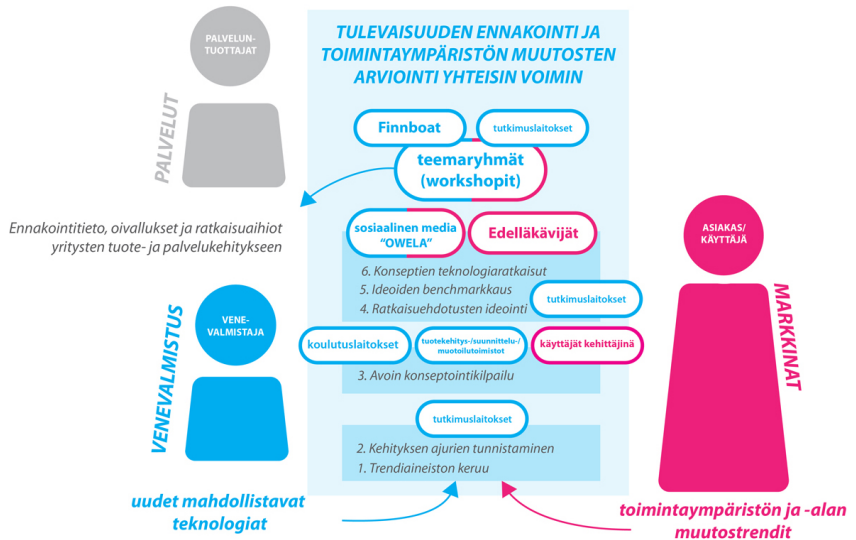 PALVELUN-
TUOTTAJAT
PALVELUT
TULEVAISUUDEN ENNAKOINTI JA
TOIMINTAYMPÄRISTÖN MUUTOSTEN
ARVIOINTI YHTEISIN VOIMIN
Finnboat
tutkimuslaitokset
teemaryhmät
(workshopit)
Ennakointitieto, oivallukset ja ratkaisuaihiot
yritysten tuote- ja palvelukehitykseen
sosiaalinen media
"OWELA"
Edelläkävijät
6. Konseptien teknologiaratkaisut
5. Ideoiden benchmarkkaus
4. Ratkaisuehdotusten ideointi
tutkimuslaitokset
ASIAKAS/
KÄYTTÄJÄ
MARKKINAT
VENE-
VALMISTAJA
VENEVALMISTUS
koulutuslaitokset
tuotekehitys-/suunnittelu-/
muotoilutoimistot
käyttäjät kehittäjinä
3. Avoin konseptointikilpailu
tutkimuslaitokset
2. Kehityksen ajurien tunnistaminen
1. Trendiaineiston keruu
uudet mahdollistavat
teknologiat
toimintaympäristön ja -alan
muutostrendit